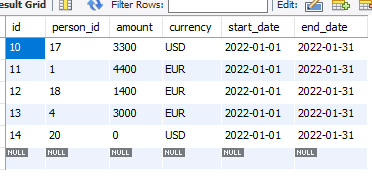 Result Grid Filter Rows: Edit:
id person_id amount currency start_date end_date
10 17 3300 USD 2022-01-01 2022-01-31
11 1 4400 EUR 2022-01-01 2022-01-31
12 18 1400 EUR 2022-01-01 2022-01-31
13 4 3000 EUR 2022-01-01 2022-01-31
14 20 0 USD 2022-01-01 2022-01-31
NULL NULL NULL NULL NULL NULL